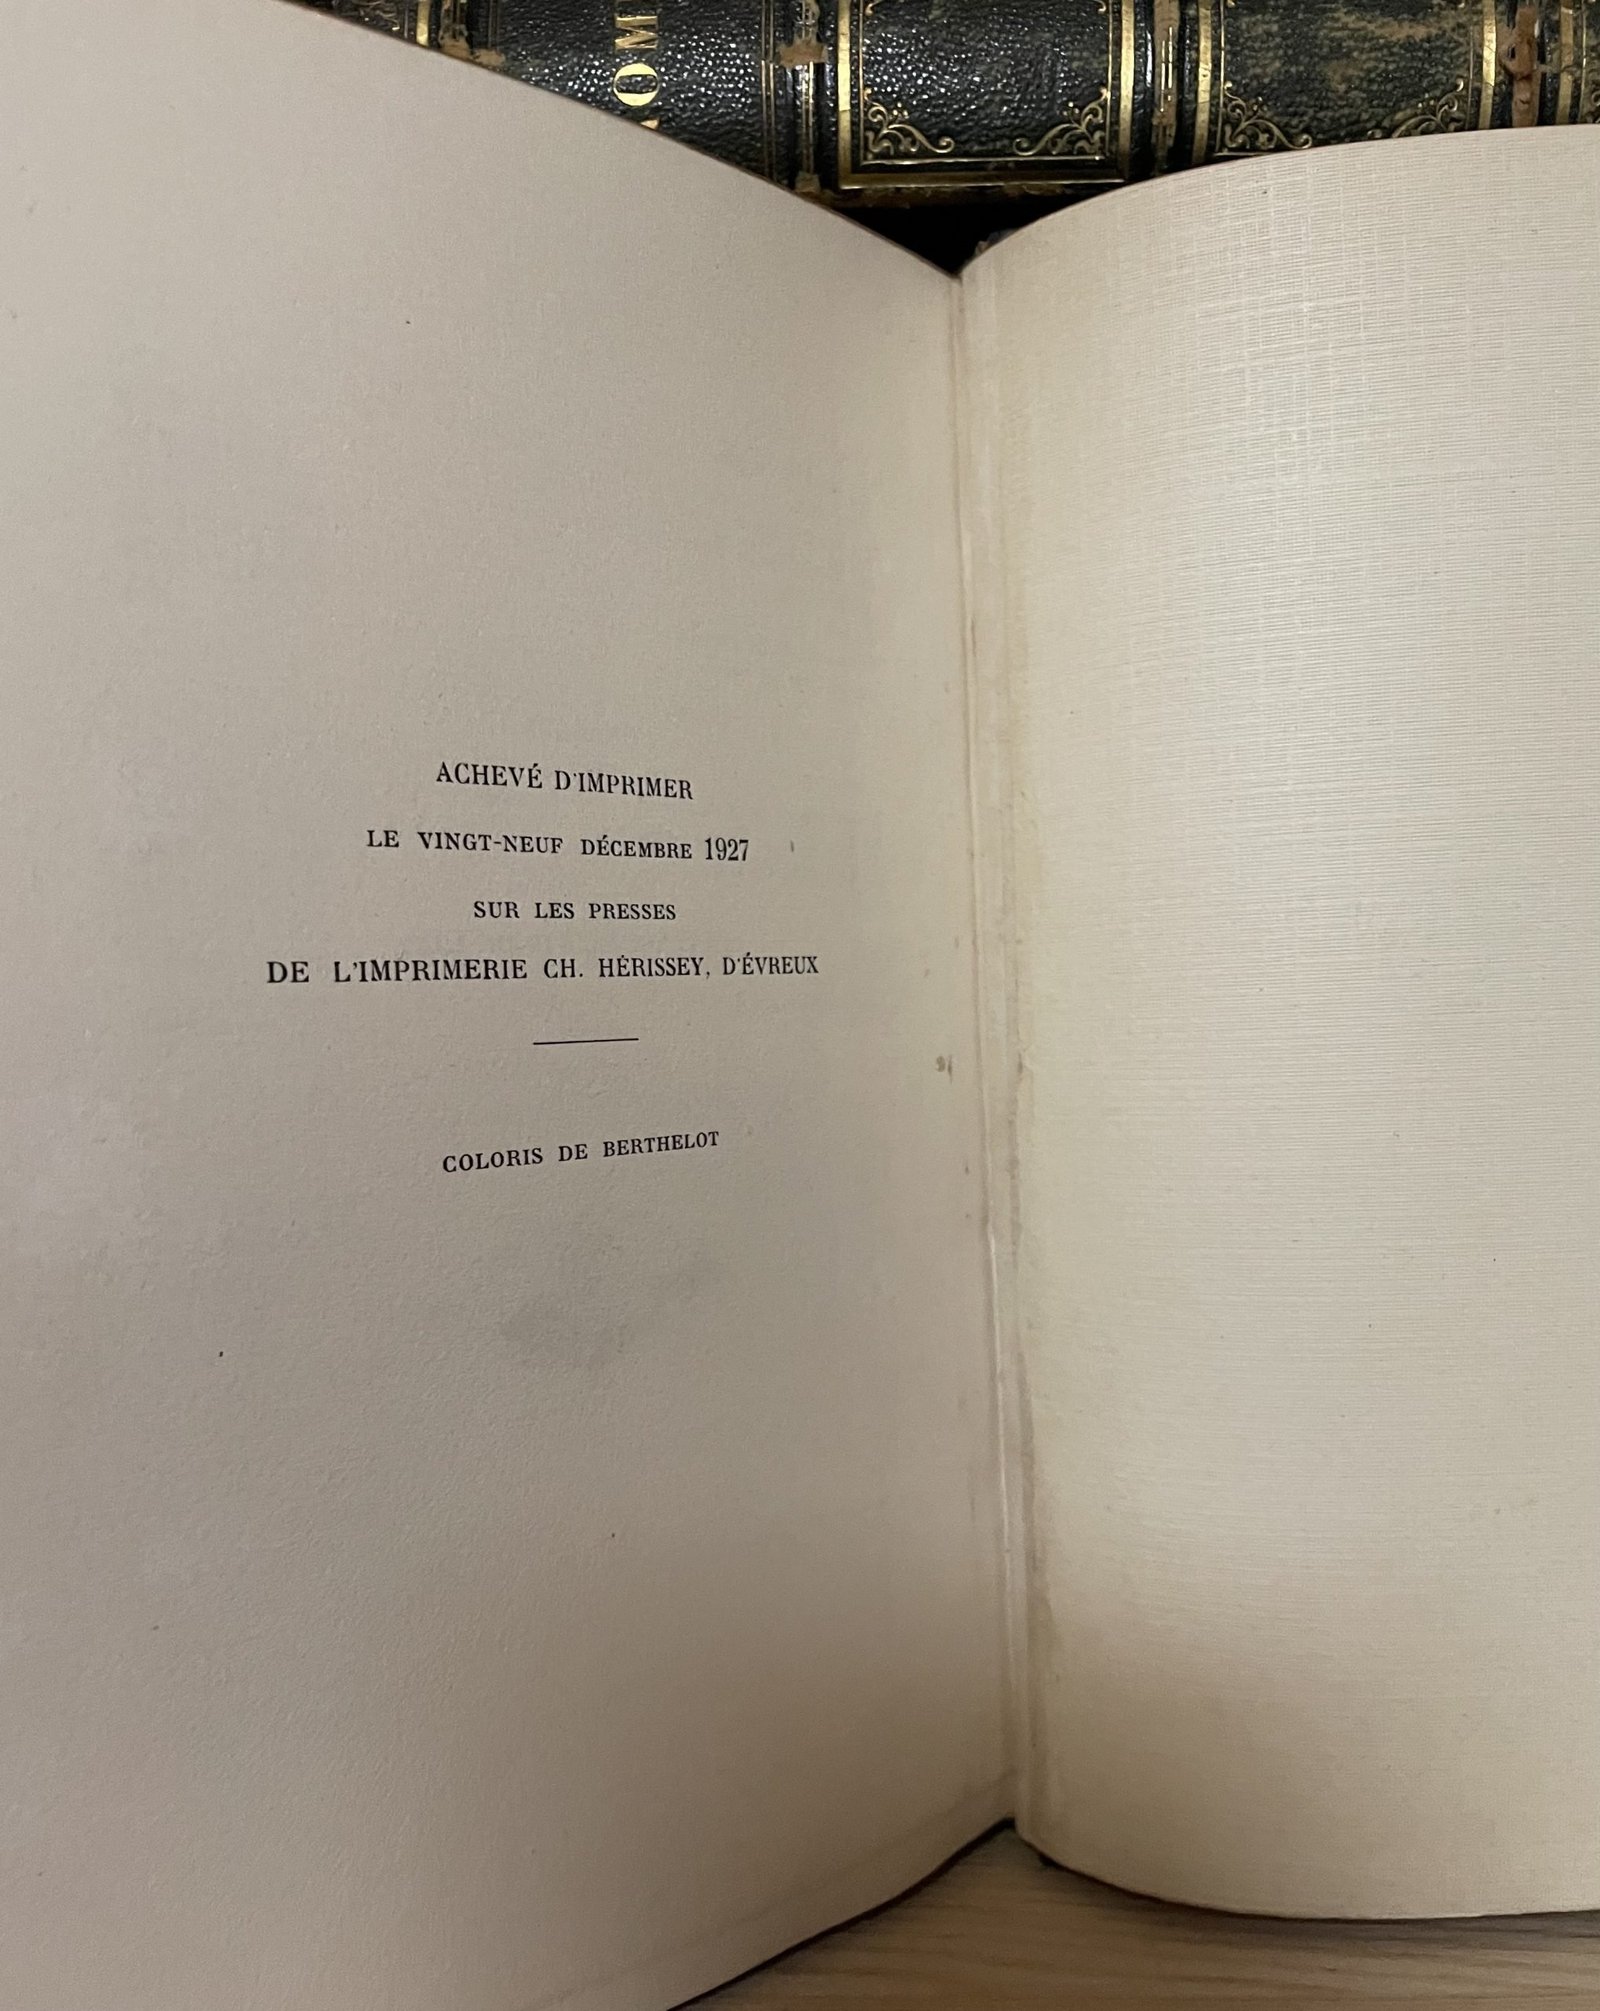 ACHEVÉ D'IMPRIMER
LE VINGT-NEUF DÉCEMBRE 1927
SUR LES PRESSES
DE L'IMPRIMERIE CH. HÉRISSEY, D'ÉVREUX
COLORIS DE BERTHELOT